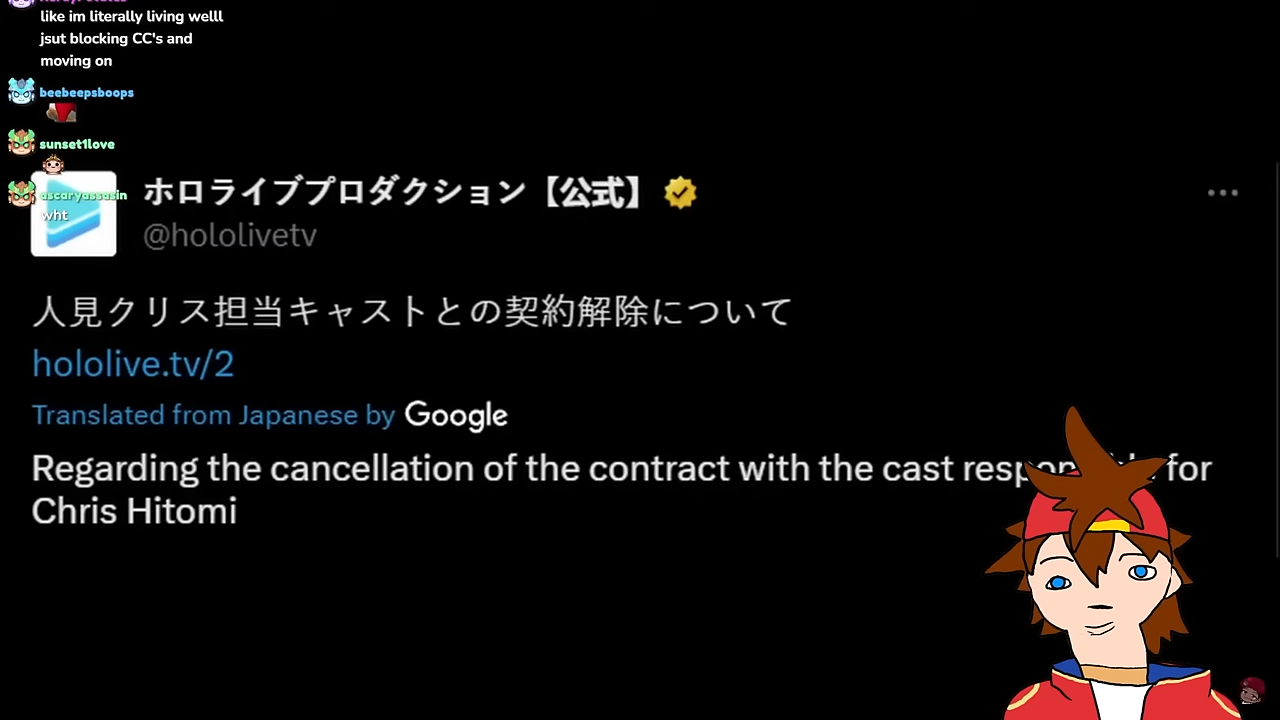 like im literally living welll
jsut blocking CC's and
moving on
beebeepsboops
sunset1love
ascaryassasin
wht
ホロライブプロダクション【公式】
@hololivetv
人見クリス担当キャストとの契約解除について
hololive.tv/2
Translated from Japanese by Google
Regarding the cancellation of the contract with the cast for
Chris Hitomi